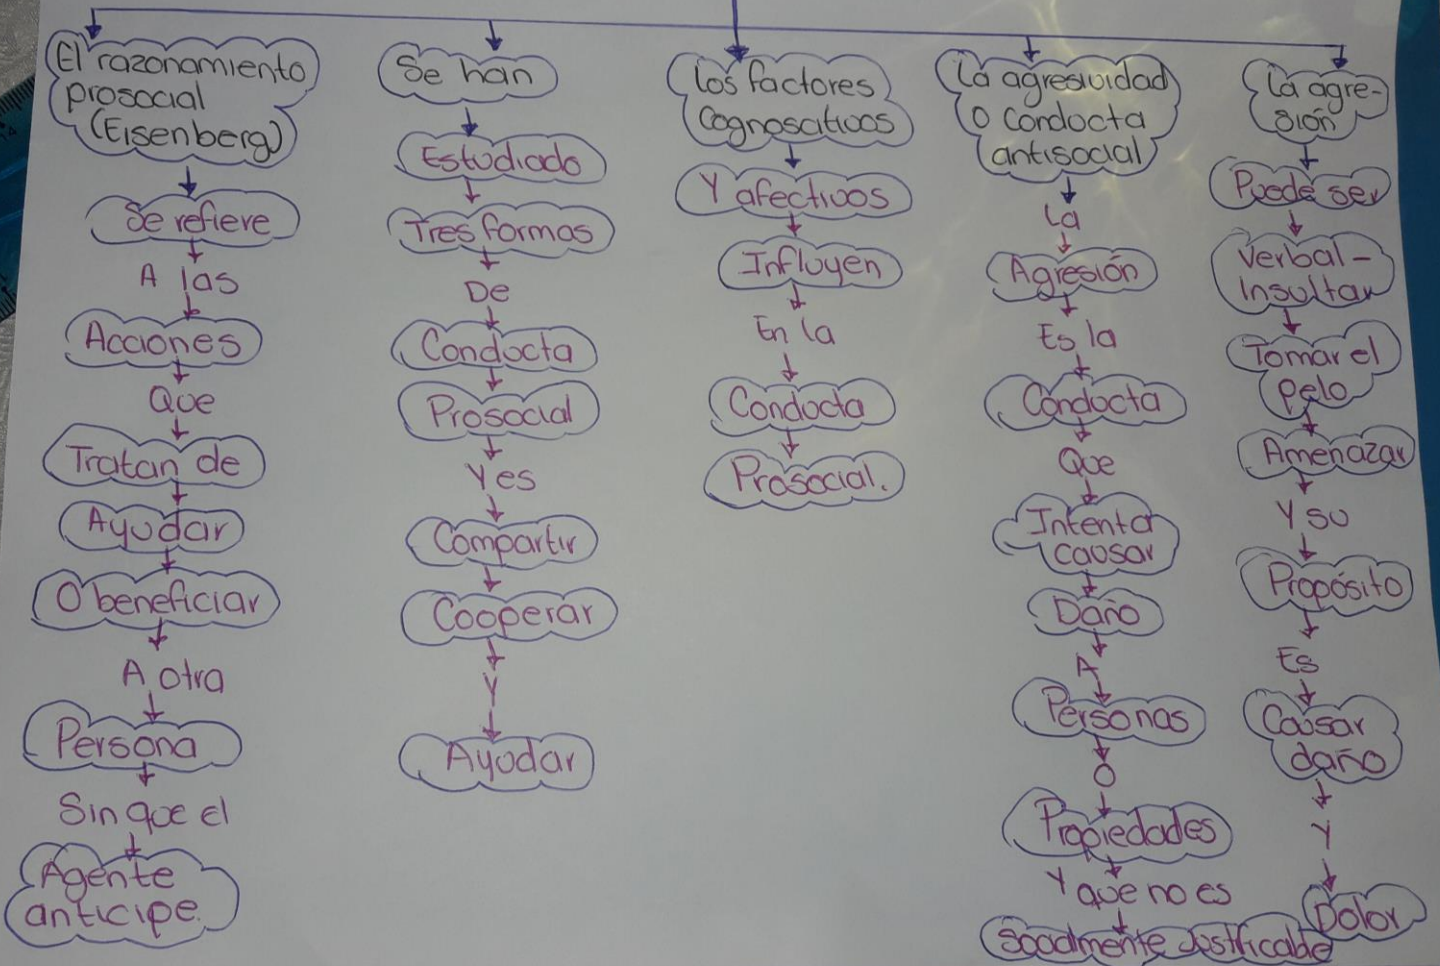 El razonamiento
prosocial
(Eisenberg)
Se refiere
A las
Acciones
Que
Tratan de
Ayudar
O beneficiar
A otra
Persona
Sin que el
Agente
anticipe.
Se han
Estudiado
Tres formas
De
Conducta
Prosocial
Y es
Compartir
Cooperar
Y
Ayudar
Los factores
Cognoscitivos
Y afectivos
Influyen
En la
Conducta
Prosocial.
La agresividad
O Conducta
antisocial
La
Agresión
Es la
Conducta
Que
Intenta
causar
Daño
A
Personas
O
Propiedades
Y que no es
Socialmente Justificable
La agre-
sión
Puede ser
Verbal-
Insultar
Tomar el
pelo
Amenazar
Y su
Propósito
Es
Causar
daño
Y
Dolor